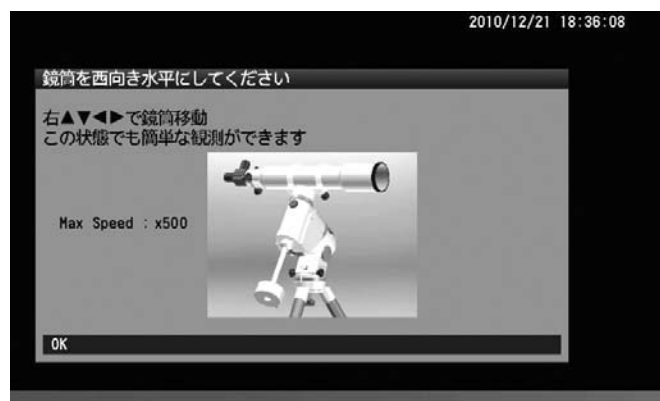 2010/12/21 18:36:08
鏡筒を西向き水平にしてください
右▲▼◀▶で鏡筒移動
この状態でも簡単な観測ができます
Max Speed : x500
OK